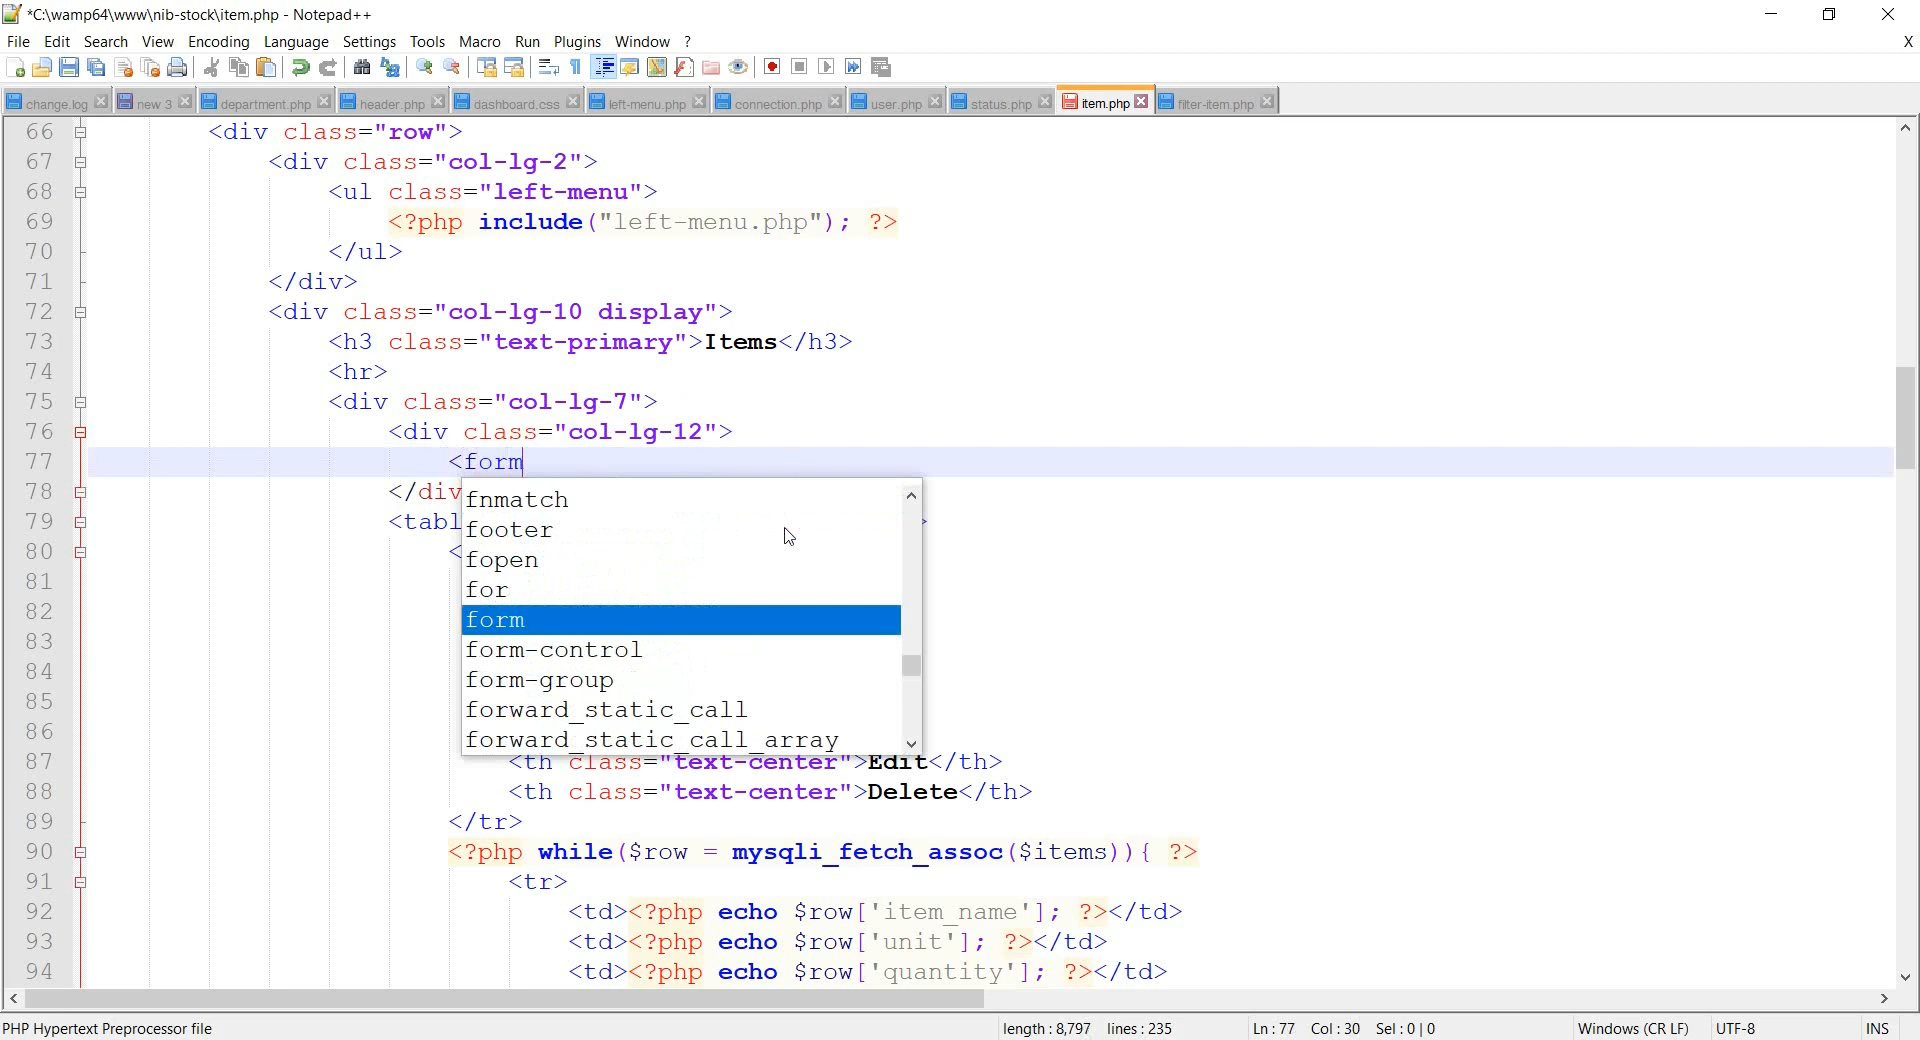 *C:\wamp64\www\nib-stock\item.php - Notepad++
File Edit Search View Encoding Language Settings Tools Macro Run Plugins Window ? X
change.log new 3 department.php header.php dashboard.css left-menu.php connection.php user.php status.php item.php filter-item.php
66 <div class="row">
67 <div class="col-lg-2">
68 <ul class="left-menu">
69 <?php include("left-menu.php"); ?>
70 </ul>
71 </div>
72 <div class="col-lg-10 display">
73 <h3 class="text-primary">Items</h3>
74 <hr>
75 <div class="col-lg-7">
76 <div class="col-lg-12">
77 <form
78 </div
79 <tabl >
80 <
81
82
83
84
85
86
fnmatch
footer
fopen
for
form
form-control
form-group
forward_static_call
forward_static_call_array
87 <th class="text-center">Edit</th>
88 <th class="text-center">Delete</th>
89 </tr>
90 <?php while($row = mysqli_fetch_assoc($items)){ ?>
91 <tr>
92 <td><?php echo $row['item_name']; ?></td>
93 <td><?php echo $row['unit']; ?></td>
94 <td><?php echo $row['quantity']; ?></td>
PHP Hypertext Preprocessor file length : 8,797 lines : 235 Ln : 77 Col : 30 Sel : 0 | 0 Windows (CR LF) UTF-8 INS